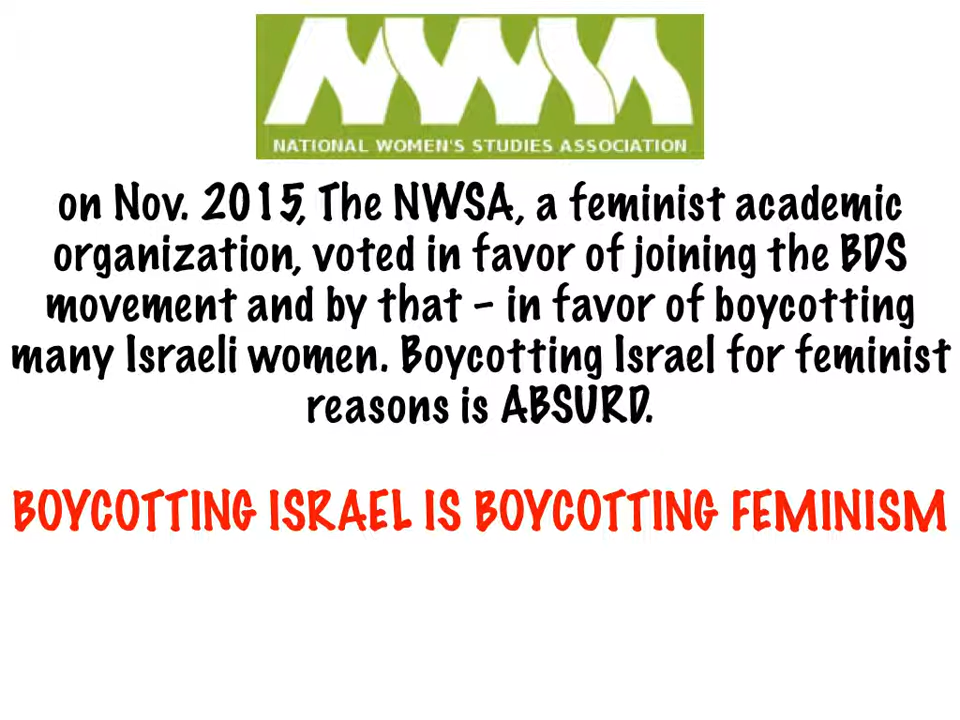 NWSA
NATIONAL WOMEN'S STUDIES ASSOCIATION
on Nov. 2015, The NWSA, a feminist academic
organization, voted in favor of joining the BDS
movement and by that – in favor of boycotting
many Israeli women. Boycotting Israel for feminist
reasons is ABSURD.
BOYCOTTING ISRAEL IS BOYCOTTING FEMINISM